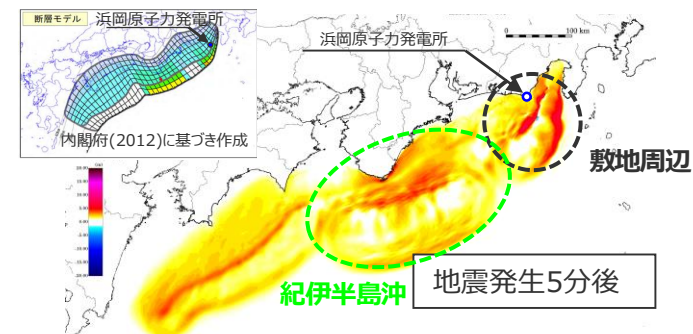 断層モデル
浜岡原子力発電所
内閣府(2012)に基づき作成
浜岡原子力発電所
0 100 km
敷地周辺
紀伊半島沖
地震発生5分後